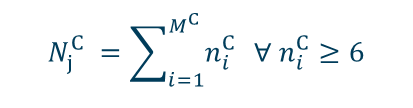 N_j^C = ∑_{i=1}^{M^C} n_i^C ∀ n_i^C ≥ 6